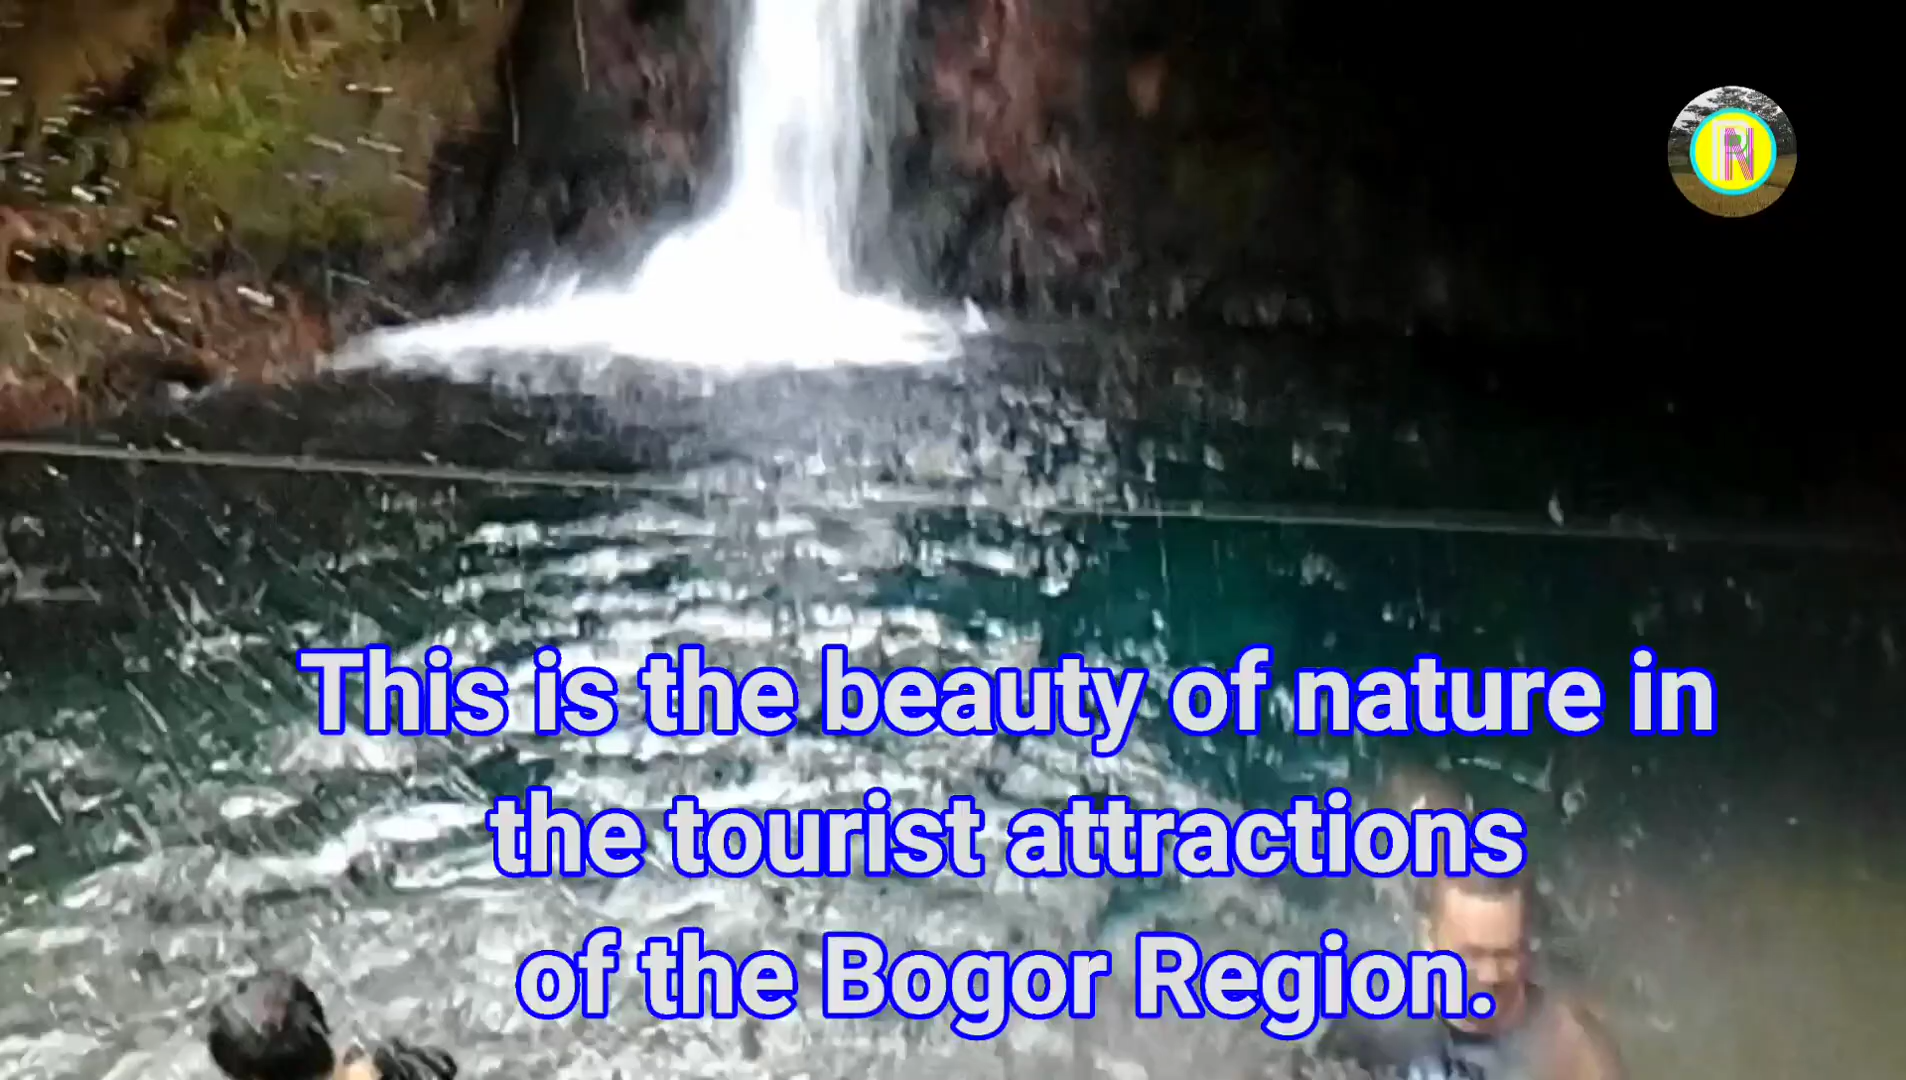 This is the beauty of nature in
the tourist attractions
of the Bogor Region.